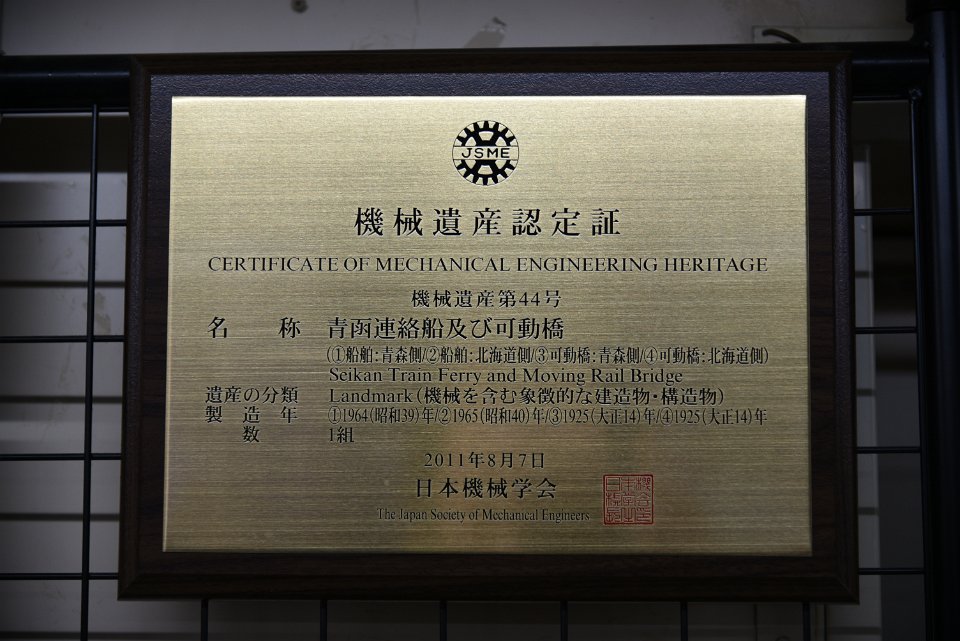 JSME
機械遺産認定証
CERTIFICATE OF MECHANICAL ENGINEERING HERITAGE
機械遺産第44号
名　称　青函連絡船及び可動橋
(①船舶:青森側/②船舶:北海道側/③可動橋:青森側/④可動橋:北海道側)
Seikan Train Ferry and Moving Rail Bridge
遺産の分類　Landmark(機械を含む象徴的な建造物・構造物)
製造年　①1964(昭和39)年/②1965(昭和40)年/③1925(大正14)年/④1925(大正14)年
数　1組
2011年8月7日
日本機械学会
The Japan Society of Mechanical Engineers